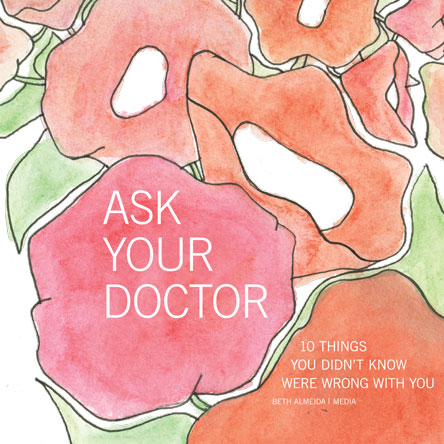 ASK
YOUR
DOCTOR
10 THINGS
YOU DIDN'T KNOW
WERE WRONG WITH YOU
BETH ALMEIDA | MEDIA